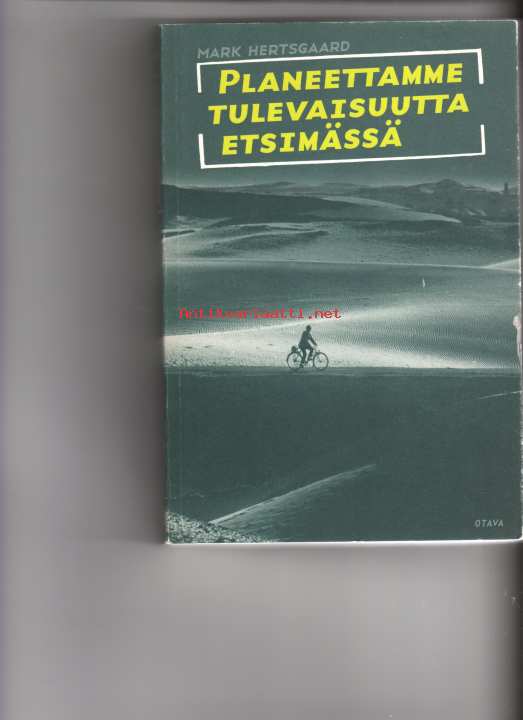 MARK HERTSGAARD
PLANEETTAMME
TULEVAISUUTTA
ETSIMÄSSÄ
Antikvariaatti.net
OTAVA